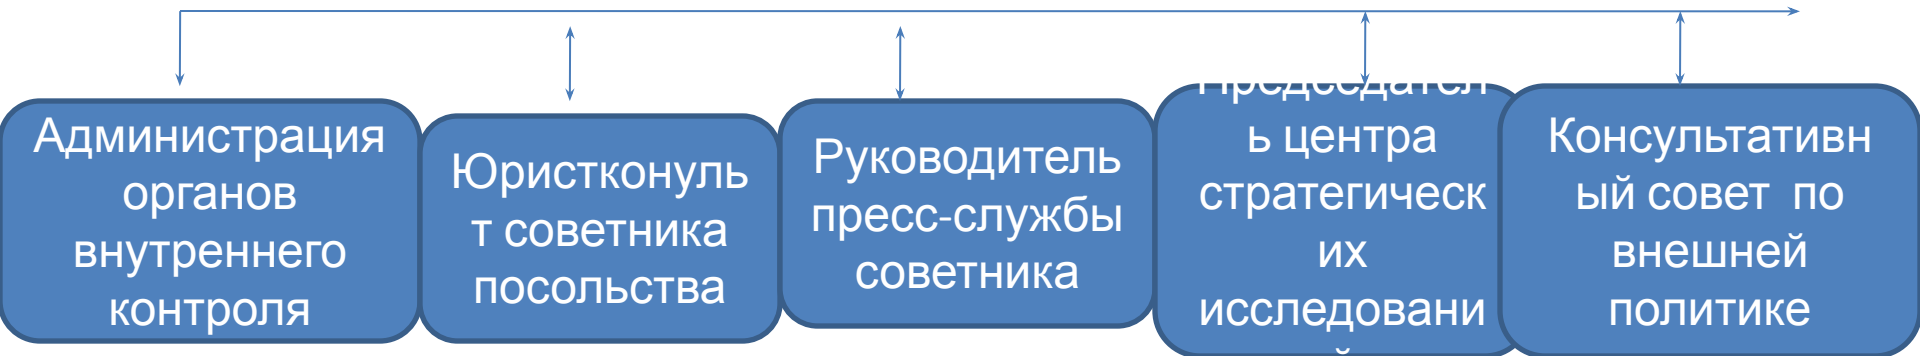 Администрация
органов
внутреннего
контроля
Юристконуль
т советника
посольства
Руководитель
пресс-службы
советника
Председател
ь центра
стратегическ
их
исследовани
й
Консультативн
ый совет по
внешней
политике